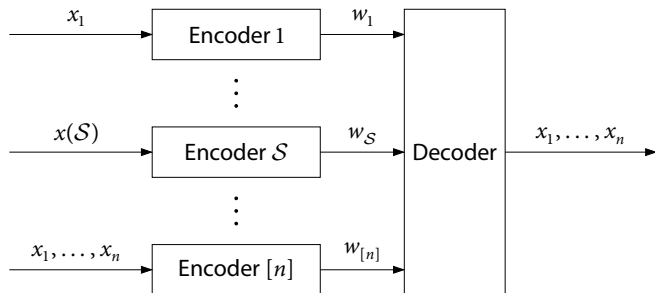 x₁ Encoder 1 w₁
⋮
x(𝒮) Encoder 𝒮 w_𝒮 Decoder x₁, . . . , xₙ
⋮
x₁, . . . , xₙ Encoder [n] w_[n]